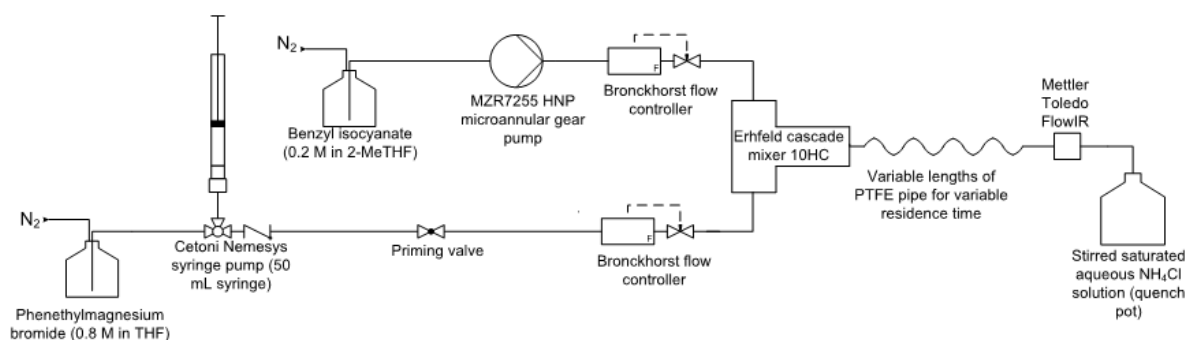 N₂
Benzyl isocyanate
(0.2 M in 2-MeTHF)
MZR7255 HNP
microannular gear
pump
F
Bronckhorst flow
controller
Erhfeld cascade
mixer 10HC
Variable lengths of
PTFE pipe for variable
residence time
Mettler
Toledo
FlowIR
Stirred saturated
aqueous NH₄Cl
solution (quench
pot)
N₂
Phenethylmagnesium
bromide (0.8 M in THF)
Cetoni Nemesys
syringe pump (50
mL syringe)
Priming valve
F
Bronckhorst flow
controller